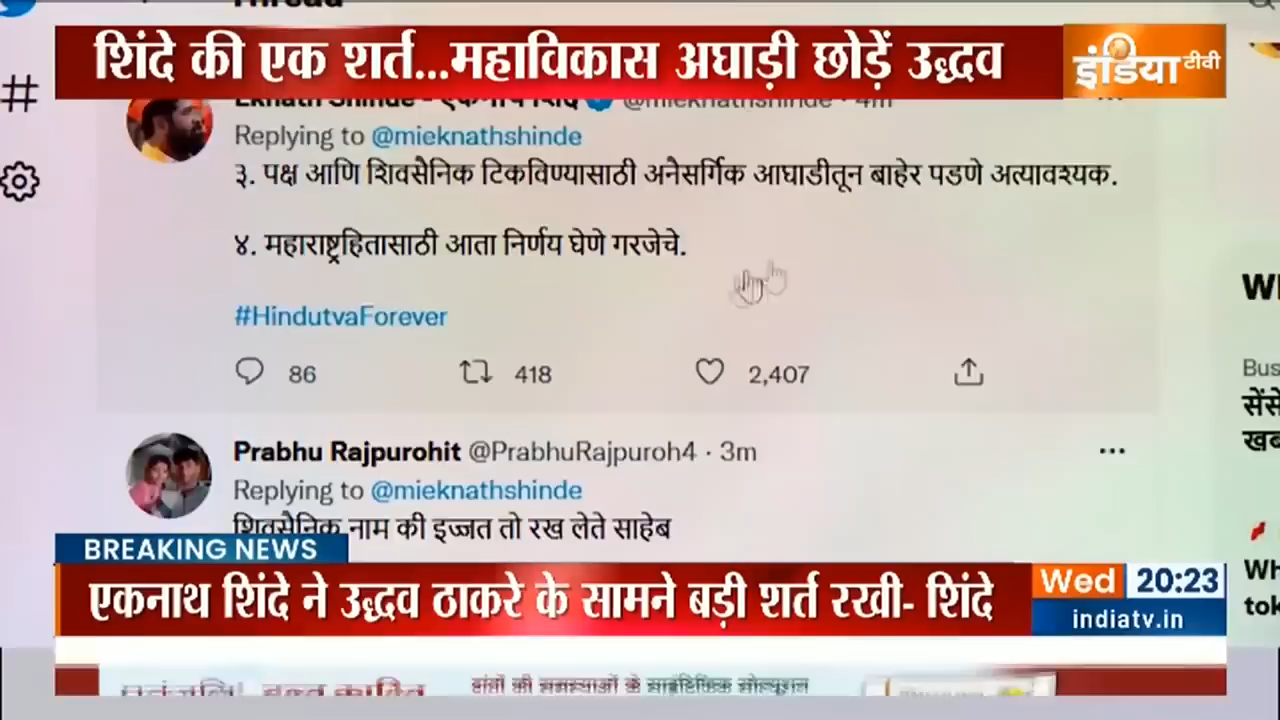 शिंदे की एक शर्त...महाविकास अघाड़ी छोड़ें उद्धव
इंडिया टीवी
Eknath Shinde - एकनाथ शिंदे @mieknathshinde · 4m
Replying to @mieknathshinde
३. पक्ष आणि शिवसैनिक टिकविण्यासाठी अनैसर्गिक आघाडीतून बाहेर पडणे अत्यावश्यक.
४. महाराष्ट्रहितासाठी आता निर्णय घेणे गरजेचे.
#HindutvaForever
86 418 2,407
Prabhu Rajpurohit @PrabhuRajpuroh4 · 3m
Replying to @mieknathshinde
शिवसैनिक नाम की इज्जत तो रख लेते साहेब
BREAKING NEWS
एकनाथ शिंदे ने उद्धव ठाकरे के सामने बड़ी शर्त रखी- शिंदे
Wed 20:23
indiatv.in